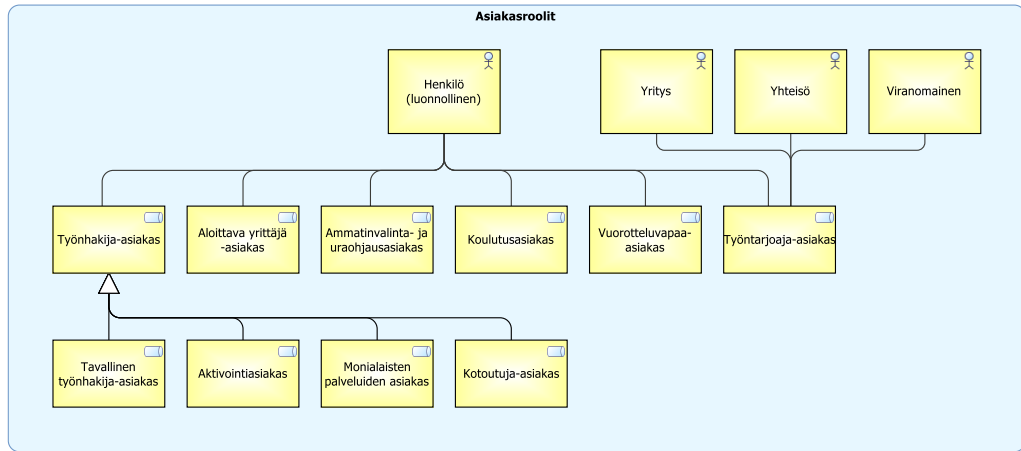 Asiakasroolit
Henkilö
(luonnollinen)
Yritys
Yhteisö
Viranomainen
Työnhakija-asiakas
Aloittava yrittäjä
-asiakas
Ammatinvalinta- ja
uraohjausasiakas
Koulutusasiakas
Vuorotteluvapaa-
asiakas
Työntarjoaja-asiakas
Tavallinen
työnhakija-asiakas
Aktivointiasiakas
Monialaisten
palveluiden asiakas
Kotoutuja-asiakas